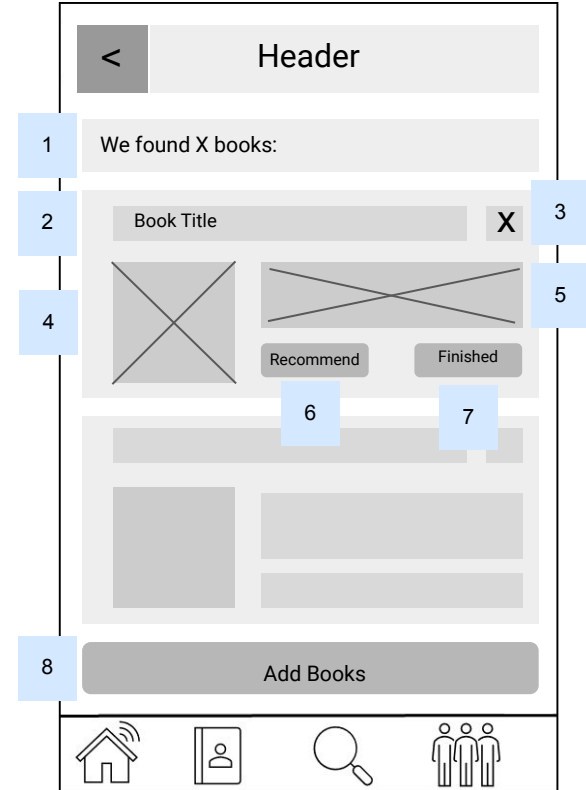 < Header
1 We found X books:
2 Book Title X 3
4 5
Recommend Finished
6 7
8 Add Books